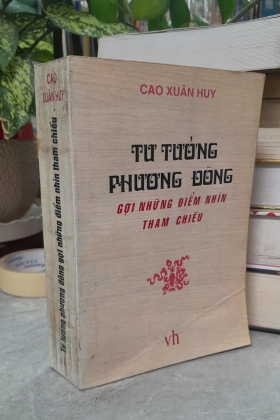 CAO XUÂN HUY
TƯ TƯỞNG
PHƯƠNG ĐÔNG
GỢI NHỮNG ĐIỂM NHÌN
THAM CHIẾU
vh
CAO
XUÂN HUY
Tư tưởng phương đông gợi những điểm nhìn tham chiếu